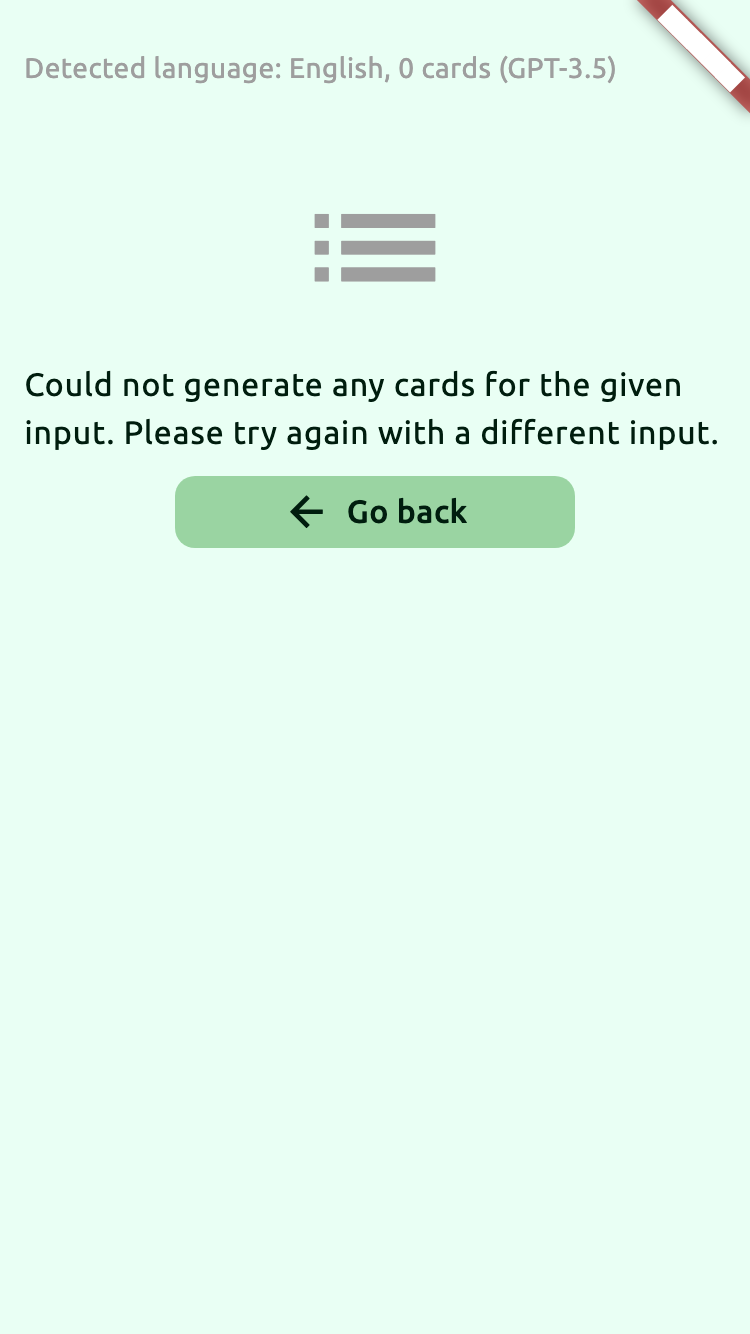 Detected language: English, 0 cards (GPT-3.5)
Could not generate any cards for the given
input. Please try again with a different input.
Go back